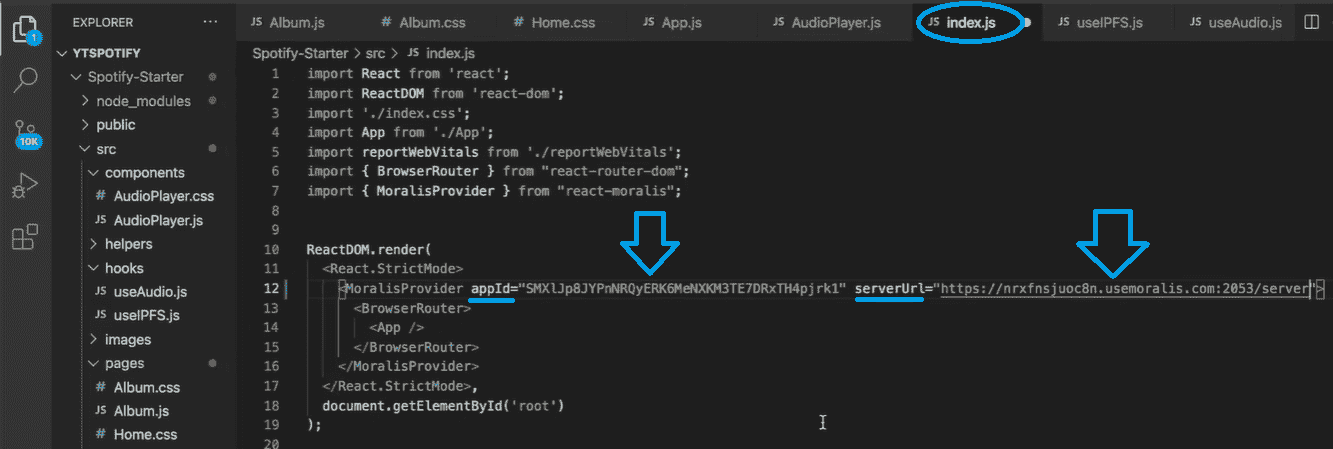 EXPLORER
...
YTSPOTIFY
Spotify-Starter
node_modules
public
src
components
# AudioPlayer.css
JS AudioPlayer.js
helpers
hooks
JS useAudio.js
JS useIPFS.js
images
pages
# Album.css
JS Album.js
# Home.css
1
10K
JS Album.js
# Album.css
# Home.css
JS App.js
JS AudioPlayer.js
JS index.js
JS useIPFS.js
JS useAudio.js
Spotify-Starter > src > JS index.js
1 import React from 'react';
2 import ReactDOM from 'react-dom';
3 import './index.css';
4 import App from './App';
5 import reportWebVitals from './reportWebVitals';
6 import { BrowserRouter } from "react-router-dom";
7 import { MoralisProvider } from "react-moralis";
8
9
10 ReactDOM.render(
11 <React.StrictMode>
12 <MoralisProvider appId="SMXlJp8JYPnNRQyERK6MeNXKM3TE7DRxTH4pjrk1" serverUrl="https://nrxfnsjuoc8n.usemoralis.com:2053/server">
13 <BrowserRouter>
14 <App />
15 </BrowserRouter>
16 </MoralisProvider>
17 </React.StrictMode>,
18 document.getElementById('root')
19 );
20